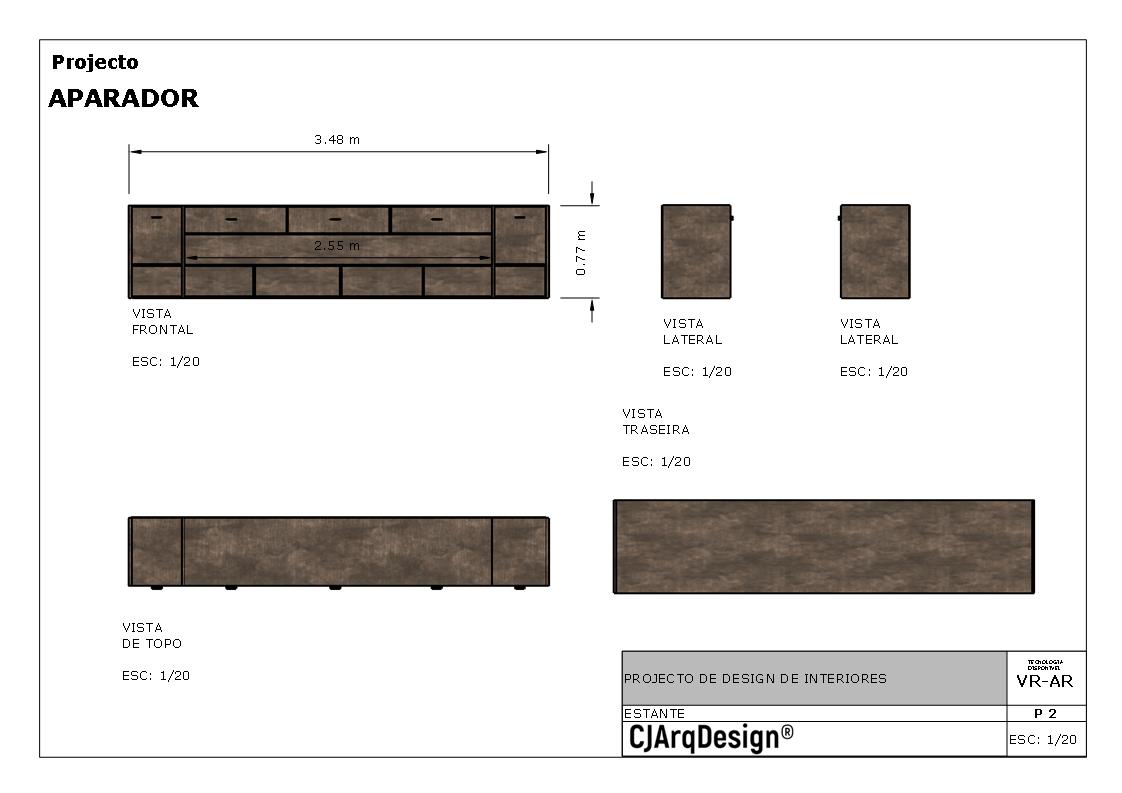 Projecto
APARADOR
3.48 m
2.55 m
0.77 m
VISTA
FRONTAL
ESC: 1/20
VISTA
LATERAL
ESC: 1/20
VISTA
LATERAL
ESC: 1/20
VISTA
TRASEIRA
ESC: 1/20
VISTA
DE TOPO
ESC: 1/20
PROJECTO DE DESIGN DE INTERIORES
TECNOLOGIA
DISPONTVEL
VR-AR
ESTANTE
P 2
CJArqDesign®
ESC: 1/20